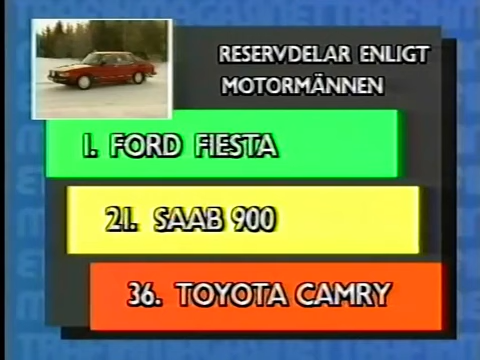 RESERVDELAR ENLIGT
MOTORMÄNNEN
1. FORD FIESTA
21. SAAB 900
36. TOYOTA CAMRY